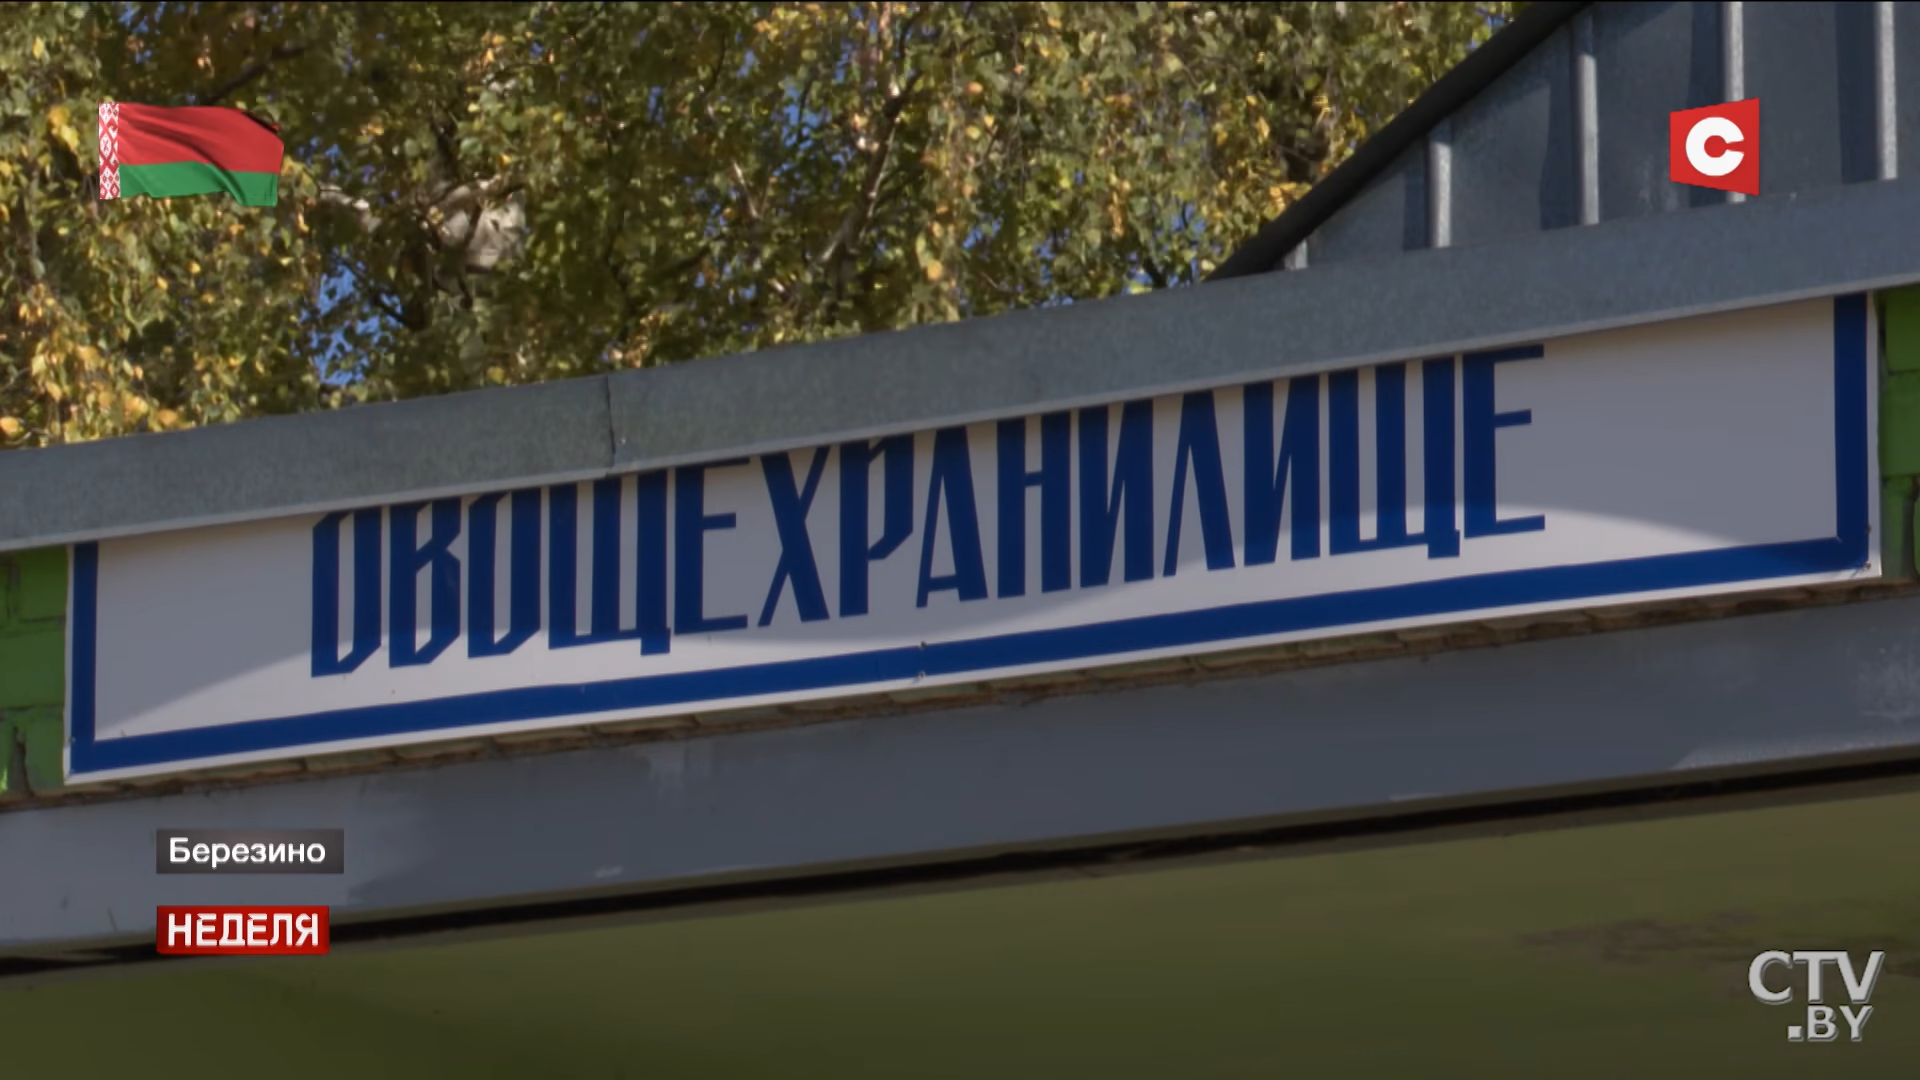 С
ОВОЩЕХРАНИЛИЩЕ
Березино
НЕДЕЛЯ
CTV
.BY